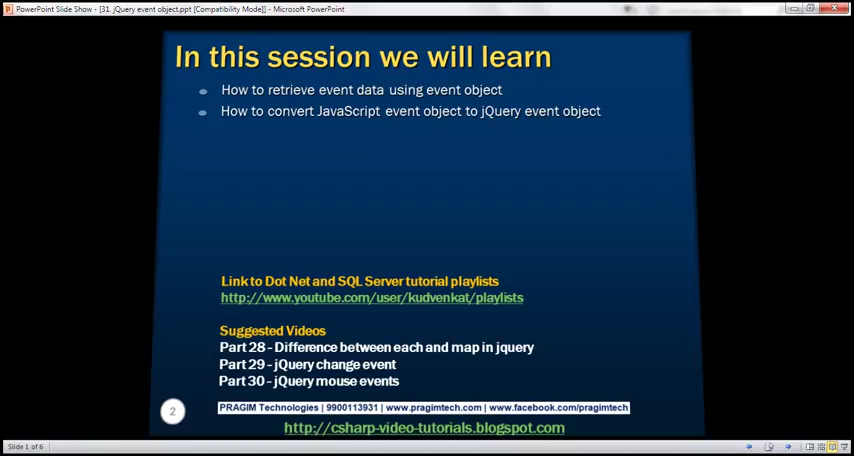 PowerPoint Slide Show - [31. jQuery event object.ppt [Compatibility Mode]] - Microsoft PowerPoint
In this session we will learn
How to retrieve event data using event object
How to convert JavaScript event object to jQuery event object
Link to Dot Net and SQL Server tutorial playlists
http://www.youtube.com/user/kudvenkat/playlists
Suggested Videos
Part 28 - Difference between each and map in jquery
Part 29 - jQuery change event
Part 30 - jQuery mouse events
2
PRAGIM Technologies | 9900113931 | www.pragimtech.com | www.facebook.com/pragimtech
http://csharp-video-tutorials.blogspot.com
Slide 1 of 6